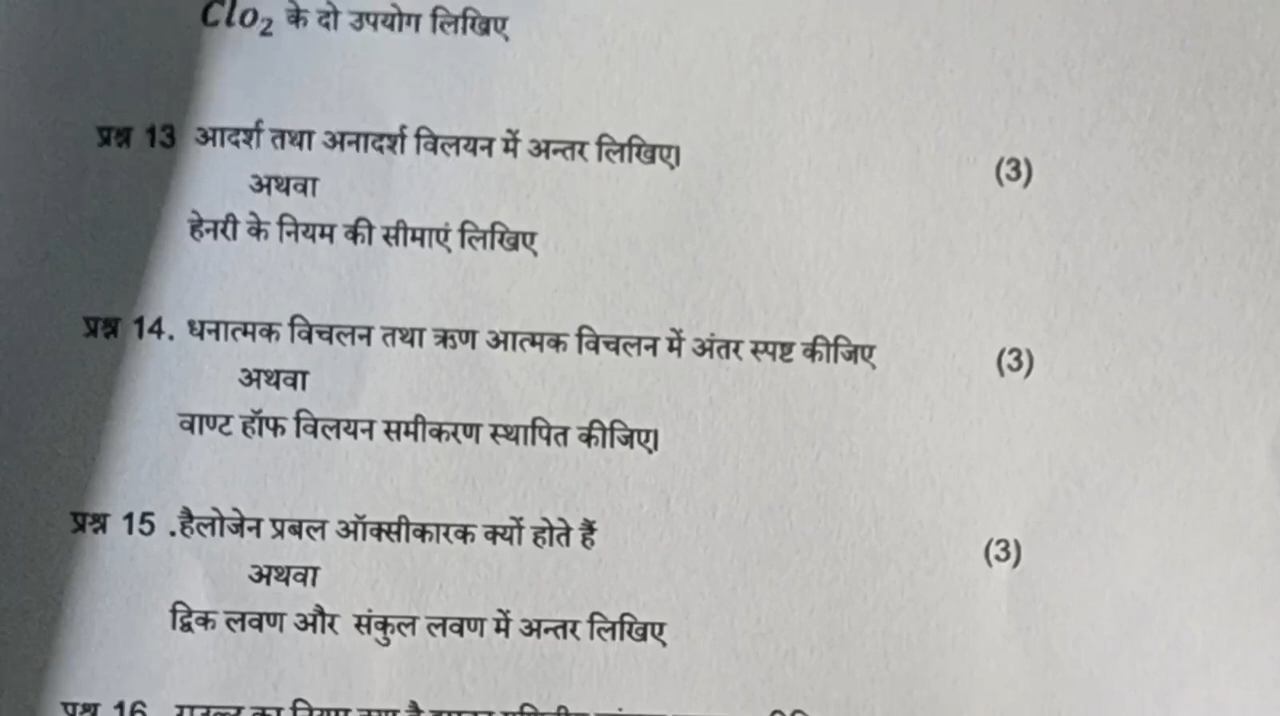 Clo₂ के दो उपयोग लिखिए
प्रश्न 13 आदर्श तथा अनादर्श विलयन में अन्तर लिखिए।
(3)
अथवा
हेनरी के नियम की सीमाएं लिखिए
प्रश्न 14. धनात्मक विचलन तथा ऋण आत्मक विचलन में अंतर स्पष्ट कीजिए
(3)
अथवा
वाण्ट हॉफ विलयन समीकरण स्थापित कीजिए।
प्रश्न 15 .हैलोजेन प्रबल ऑक्सीकारक क्यों होते हैं
(3)
अथवा
द्विक लवण और संकुल लवण में अन्तर लिखिए
प्रश्न 16